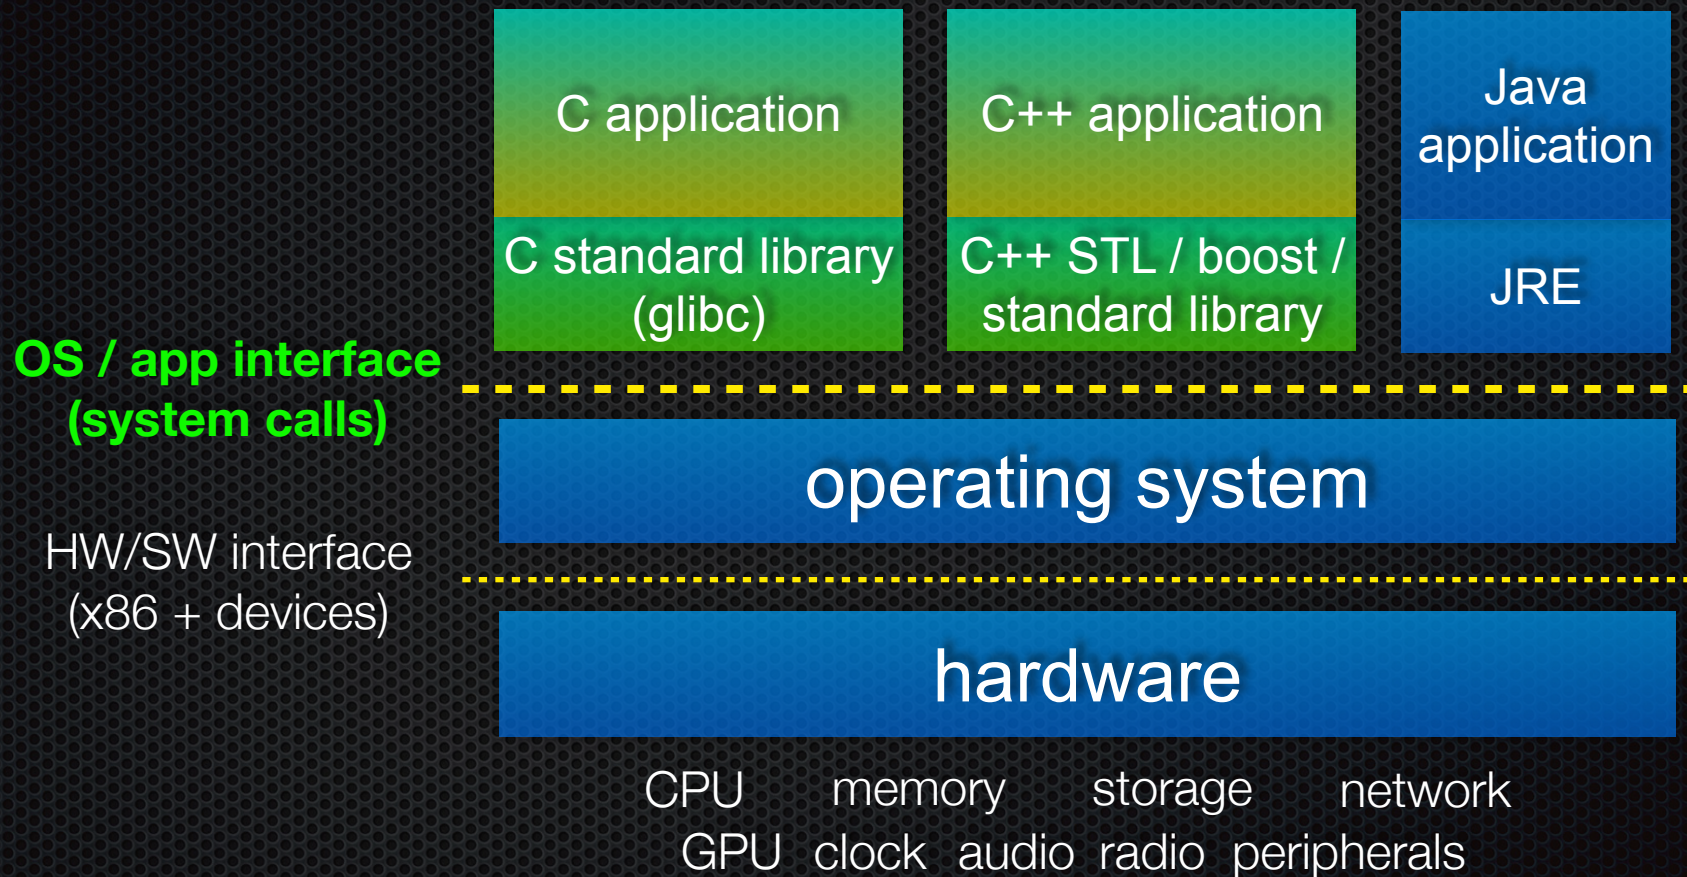 C application
C++ application
Java
application
C standard library
(glibc)
C++ STL / boost /
standard library
JRE
OS / app interface
(system calls)
operating system
HW/SW interface
(x86 + devices)
hardware
CPU memory storage network
GPU clock audio radio peripherals